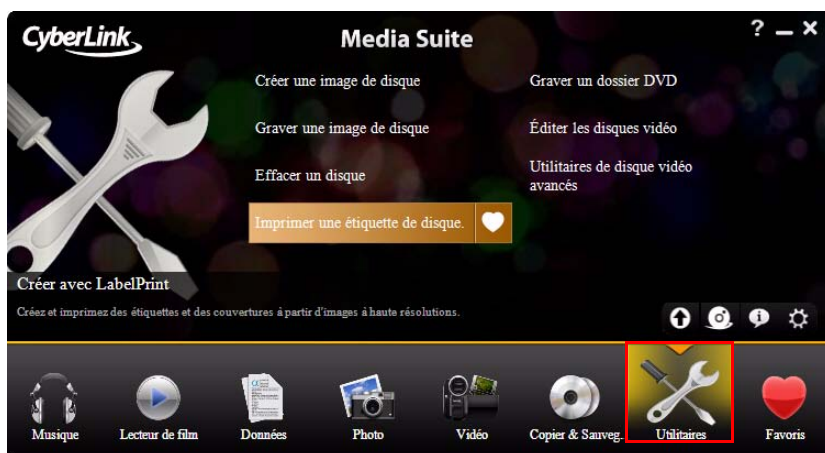 CyberLink
Media Suite
? _ ×
Créer une image de disque
Graver un dossier DVD
Graver une image de disque
Éditer les disques vidéo
Effacer un disque
Utilitaires de disque vidéo
avancés
Imprimer une étiquette de disque.
Créer avec LabelPrint
Créez et imprimez des étiquettes et des couvertures à partir d'images à haute résolutions.
Musique
Lecteur de film
Données
Photo
Vidéo
Copier & Sauveg.
Utilitaires
Favoris